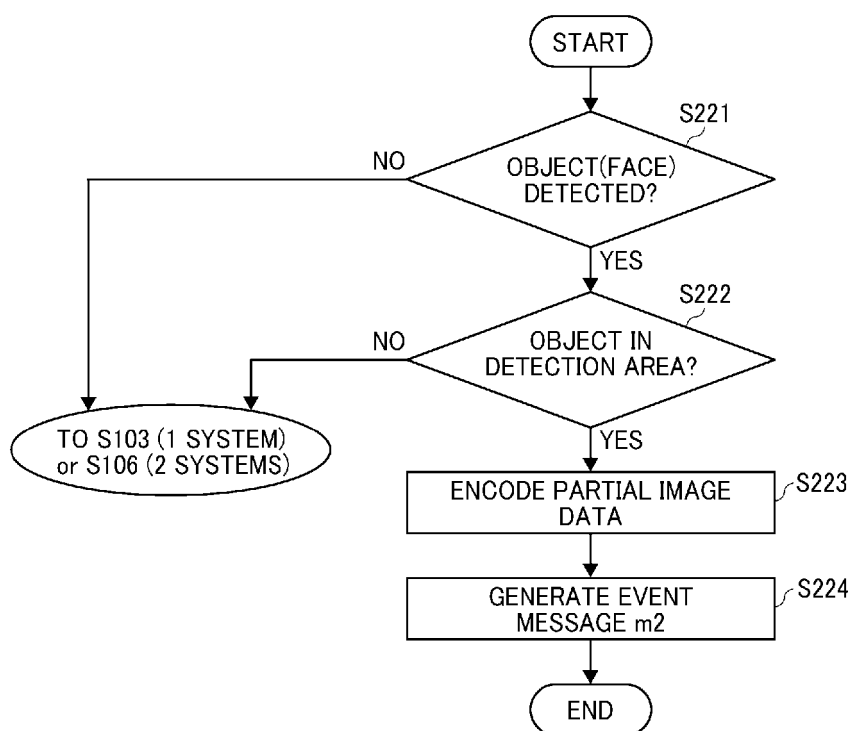 START
S221
NO
OBJECT(FACE)
DETECTED?
YES
S222
NO
OBJECT IN
DETECTION AREA?
YES
TO S103 (1 SYSTEM)
or S106 (2 SYSTEMS)
ENCODE PARTIAL IMAGE
DATA
S223
GENERATE EVENT
MESSAGE m2
S224
END